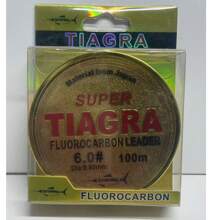 TIAGRA
Material from Japan
SUPER
TIAGRA
FLUOROCARBON LEADER
6.0# 100m
FLUOROCARBON